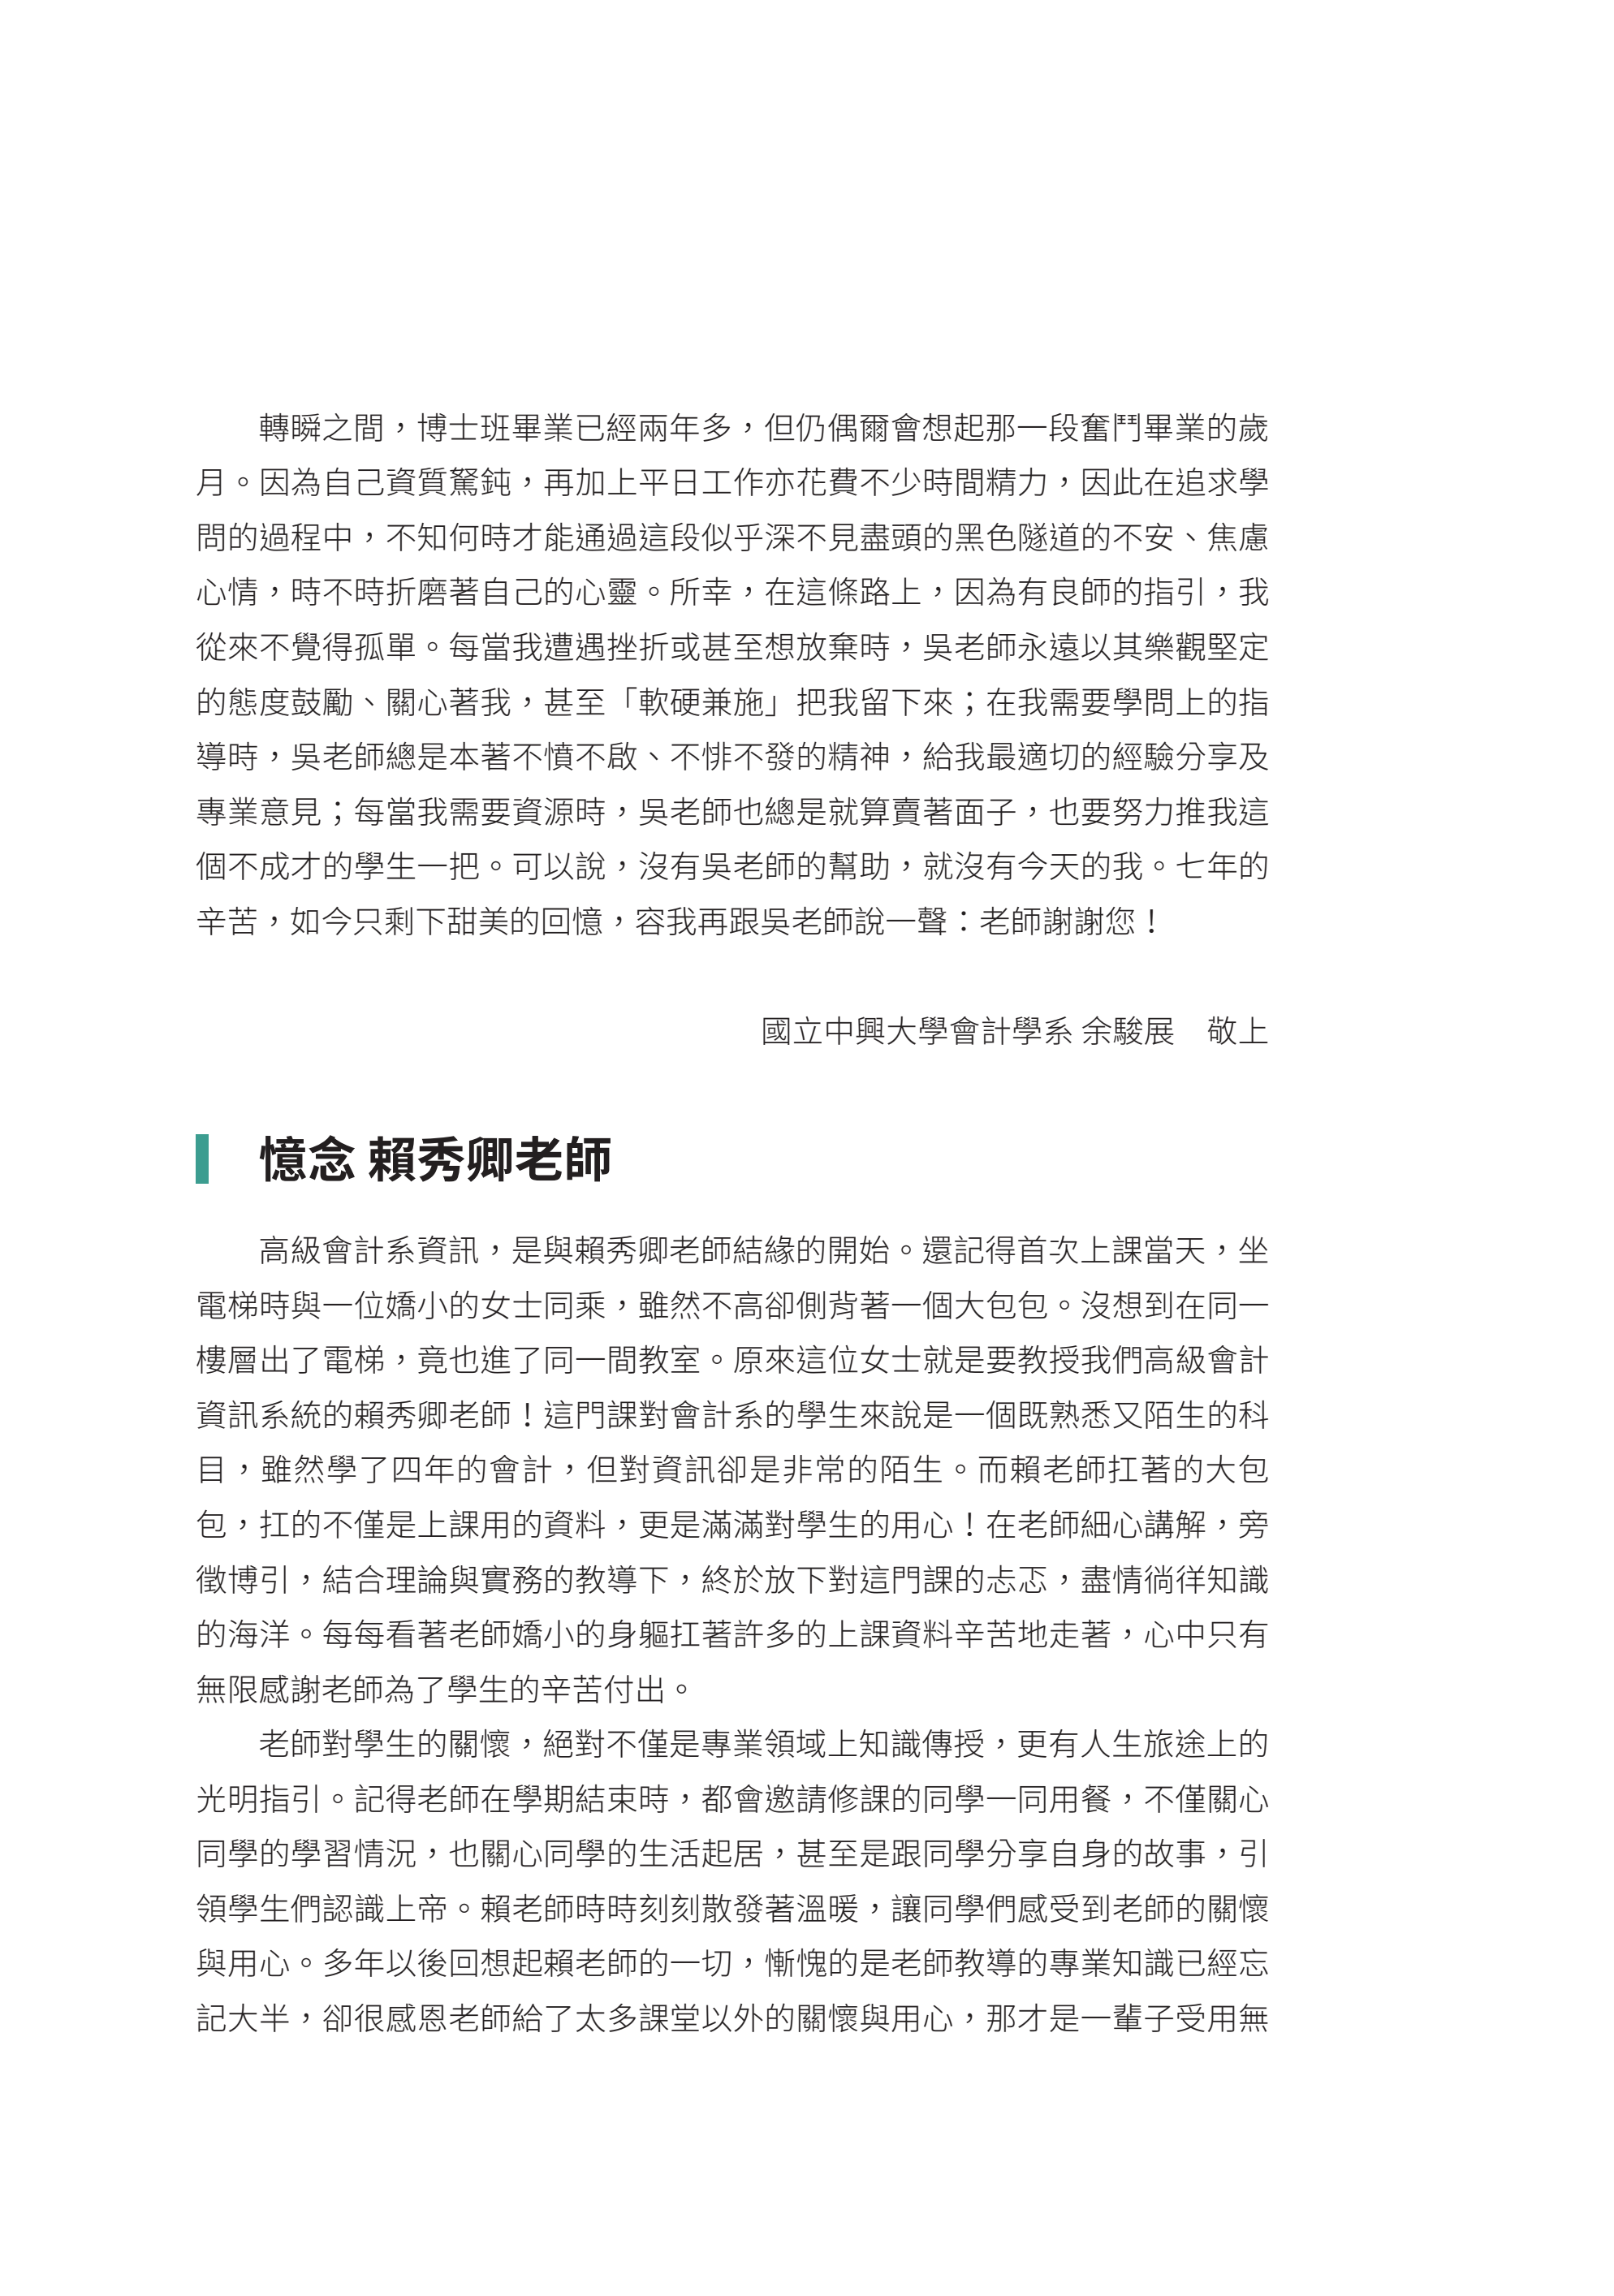 轉瞬之間，博士班畢業已經兩年多，但仍偶爾會想起那一段奮鬥畢業的歲
月。因為自己資質駑鈍，再加上平日工作亦花費不少時間精力，因此在追求學
問的過程中，不知何時才能通過這段似乎深不見盡頭的黑色隧道的不安、焦慮
心情，時不時折磨著自己的心靈。所幸，在這條路上，因為有良師的指引，我
從來不覺得孤單。每當我遭遇挫折或甚至想放棄時，吳老師永遠以其樂觀堅定
的態度鼓勵、關心著我，甚至「軟硬兼施」把我留下來；在我需要學問上的指
導時，吳老師總是本著不憤不啟、不悱不發的精神，給我最適切的經驗分享及
專業意見；每當我需要資源時，吳老師也總是就算賣著面子，也要努力推我這
個不成才的學生一把。可以說，沒有吳老師的幫助，就沒有今天的我。七年的
辛苦，如今只剩下甜美的回憶，容我再跟吳老師說一聲：老師謝謝您！
國立中興大學會計學系 余駿展　敬上
憶念 賴秀卿老師
高級會計系資訊，是與賴秀卿老師結緣的開始。還記得首次上課當天，坐
電梯時與一位嬌小的女士同乘，雖然不高卻側背著一個大包包。沒想到在同一
樓層出了電梯，竟也進了同一間教室。原來這位女士就是要教授我們高級會計
資訊系統的賴秀卿老師！這門課對會計系的學生來說是一個既熟悉又陌生的科
目，雖然學了四年的會計，但對資訊卻是非常的陌生。而賴老師扛著的大包
包，扛的不僅是上課用的資料，更是滿滿對學生的用心！在老師細心講解，旁
徵博引，結合理論與實務的教導下，終於放下對這門課的忐忑，盡情徜徉知識
的海洋。每每看著老師嬌小的身軀扛著許多的上課資料辛苦地走著，心中只有
無限感謝老師為了學生的辛苦付出。
老師對學生的關懷，絕對不僅是專業領域上知識傳授，更有人生旅途上的
光明指引。記得老師在學期結束時，都會邀請修課的同學一同用餐，不僅關心
同學的學習情況，也關心同學的生活起居，甚至是跟同學分享自身的故事，引
領學生們認識上帝。賴老師時時刻刻散發著溫暖，讓同學們感受到老師的關懷
與用心。多年以後回想起賴老師的一切，慚愧的是老師教導的專業知識已經忘
記大半，卻很感恩老師給了太多課堂以外的關懷與用心，那才是一輩子受用無